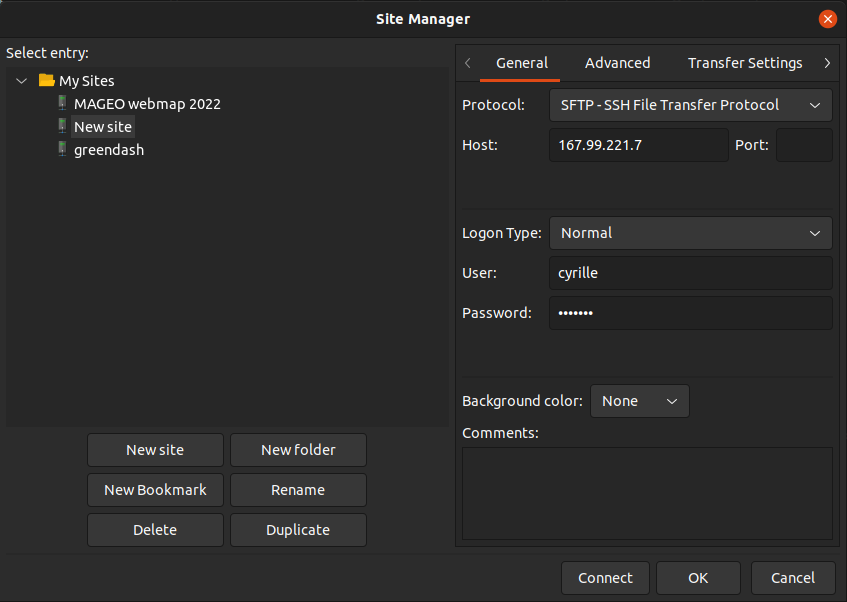 Site Manager
Select entry:
My Sites
MAGEO webmap 2022
New site
greendash
New site
New folder
New Bookmark
Rename
Delete
Duplicate
General
Advanced
Transfer Settings
Protocol:
SFTP - SSH File Transfer Protocol
Host:
167.99.221.7
Port:
Logon Type:
Normal
User:
cyrille
Password:
•••••••
Background color:
None
Comments:
Connect
OK
Cancel